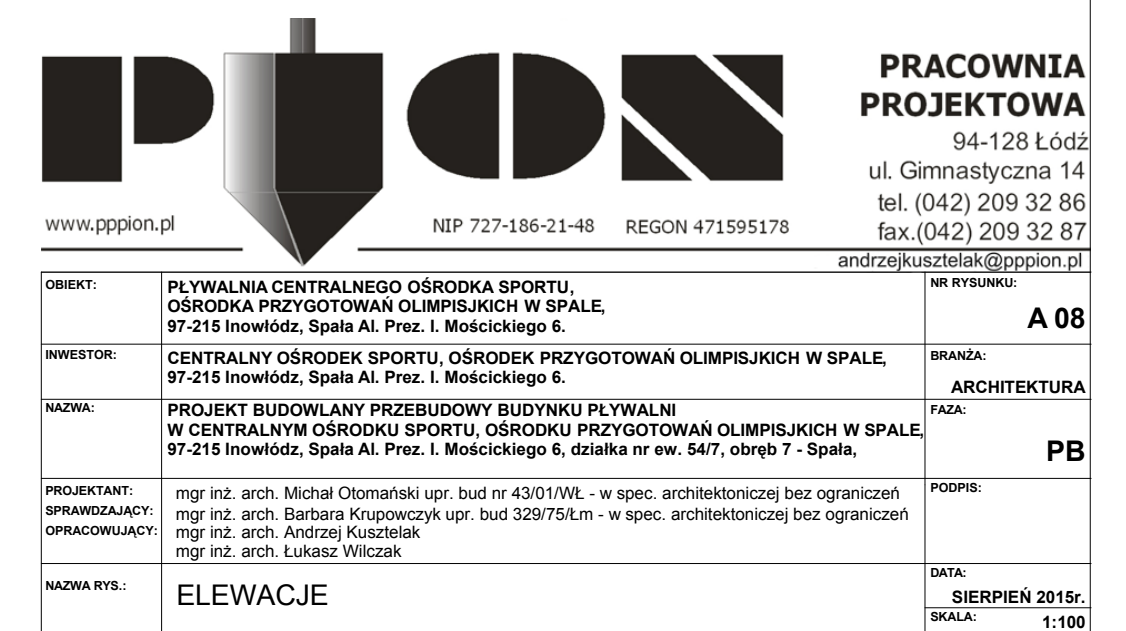 PION
PRACOWNIA
PROJEKTOWA
94-128 Łódź
ul. Gimnastyczna 14
tel. (042) 209 32 86
fax.(042) 209 32 87
www.pppion.pl NIP 727-186-21-48 REGON 471595178
andrzejkusztelak@pppion.pl
OBIEKT:
PŁYWALNIA CENTRALNEGO OŚRODKA SPORTU,
OŚRODKA PRZYGOTOWAŃ OLIMPISJKICH W SPALE,
97-215 Inowłódz, Spała Al. Prez. I. Mościckiego 6.
NR RYSUNKU:
A 08
INWESTOR:
CENTRALNY OŚRODEK SPORTU, OŚRODEK PRZYGOTOWAŃ OLIMPISJKICH W SPALE,
97-215 Inowłódz, Spała Al. Prez. I. Mościckiego 6.
BRANŻA:
ARCHITEKTURA
NAZWA:
PROJEKT BUDOWLANY PRZEBUDOWY BUDYNKU PŁYWALNI
W CENTRALNYM OŚRODKU SPORTU, OŚRODKU PRZYGOTOWAŃ OLIMPISJKICH W SPALE,
97-215 Inowłódz, Spała Al. Prez. I. Mościckiego 6, działka nr ew. 54/7, obręb 7 - Spała,
FAZA:
PB
PROJEKTANT: mgr inż. arch. Michał Otomański upr. bud nr 43/01/WŁ - w spec. architektoniczej bez ograniczeń
SPRAWDZAJĄCY: mgr inż. arch. Barbara Krupowczyk upr. bud 329/75/Łm - w spec. architektoniczej bez ograniczeń
OPRACOWUJĄCY: mgr inż. arch. Andrzej Kusztelak
mgr inż. arch. Łukasz Wilczak
PODPIS:
NAZWA RYS.:
ELEWACJE
DATA:
SIERPIEŃ 2015r.
SKALA:
1:100